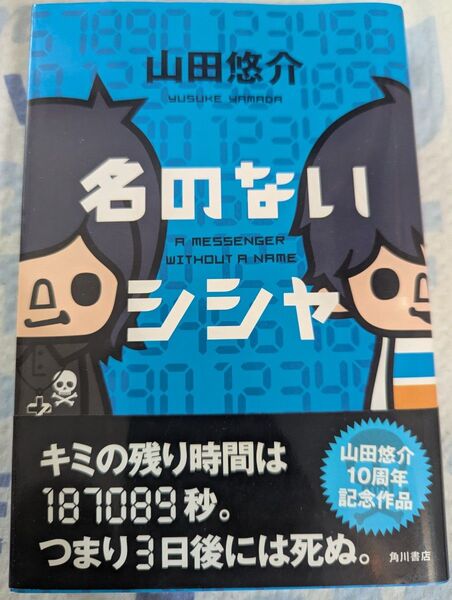 山田悠介
YUSUKE YAMADA
名のない
A MESSENGER
WITHOUT A NAME
シシャ
キミの残り時間は
187089秒。
つまり3日後には死ぬ。
山田悠介
10周年
記念作品
角川書店